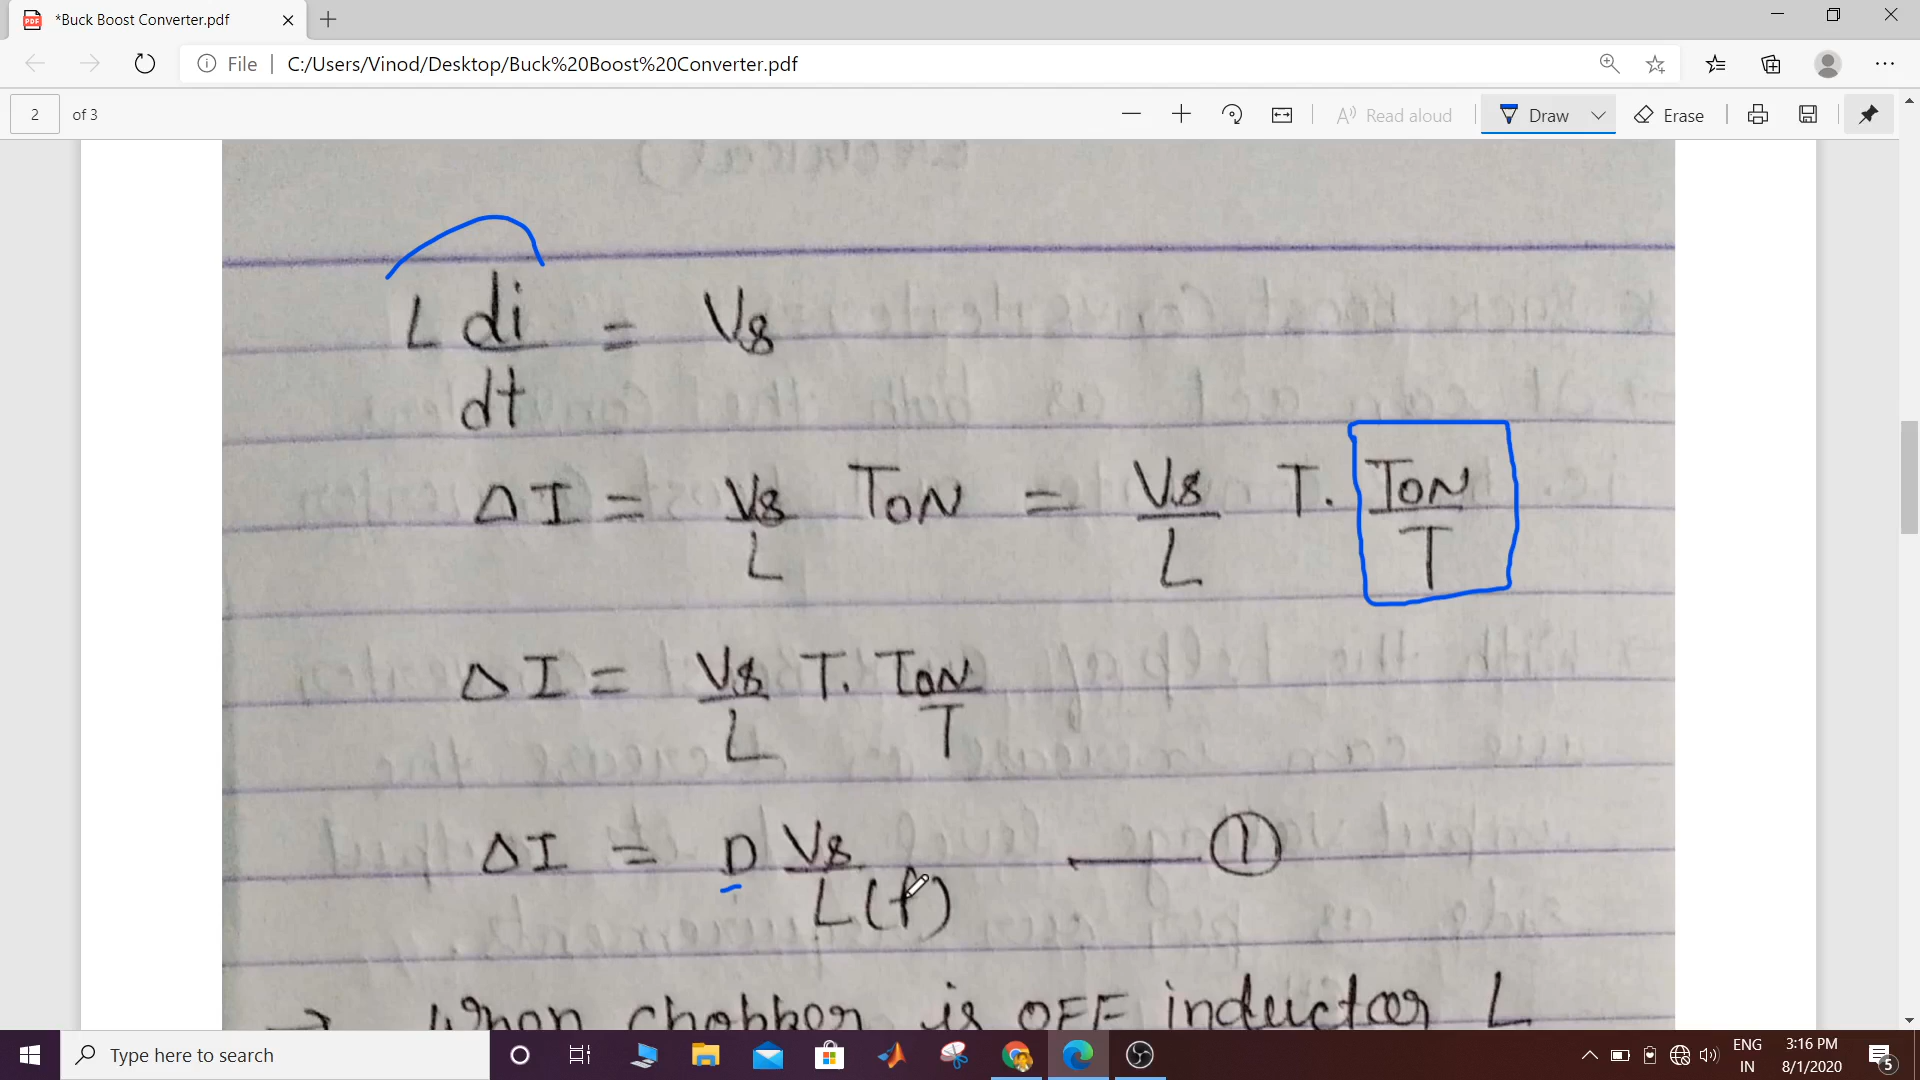 *Buck Boost Converter.pdf
File
C:/Users/Vinod/Desktop/Buck%20Boost%20Converter.pdf
2 of 3
Read aloud
Draw
Erase
L di/dt = Vs
ΔI = Vs/L TON = Vs/L T. TON/T
ΔI = Vs/L T. TON/T
ΔI = D Vs/L(f) —— ①
→ When chopper is OFF inductor L
Type here to search
ENG
IN
3:16 PM
8/1/2020
5